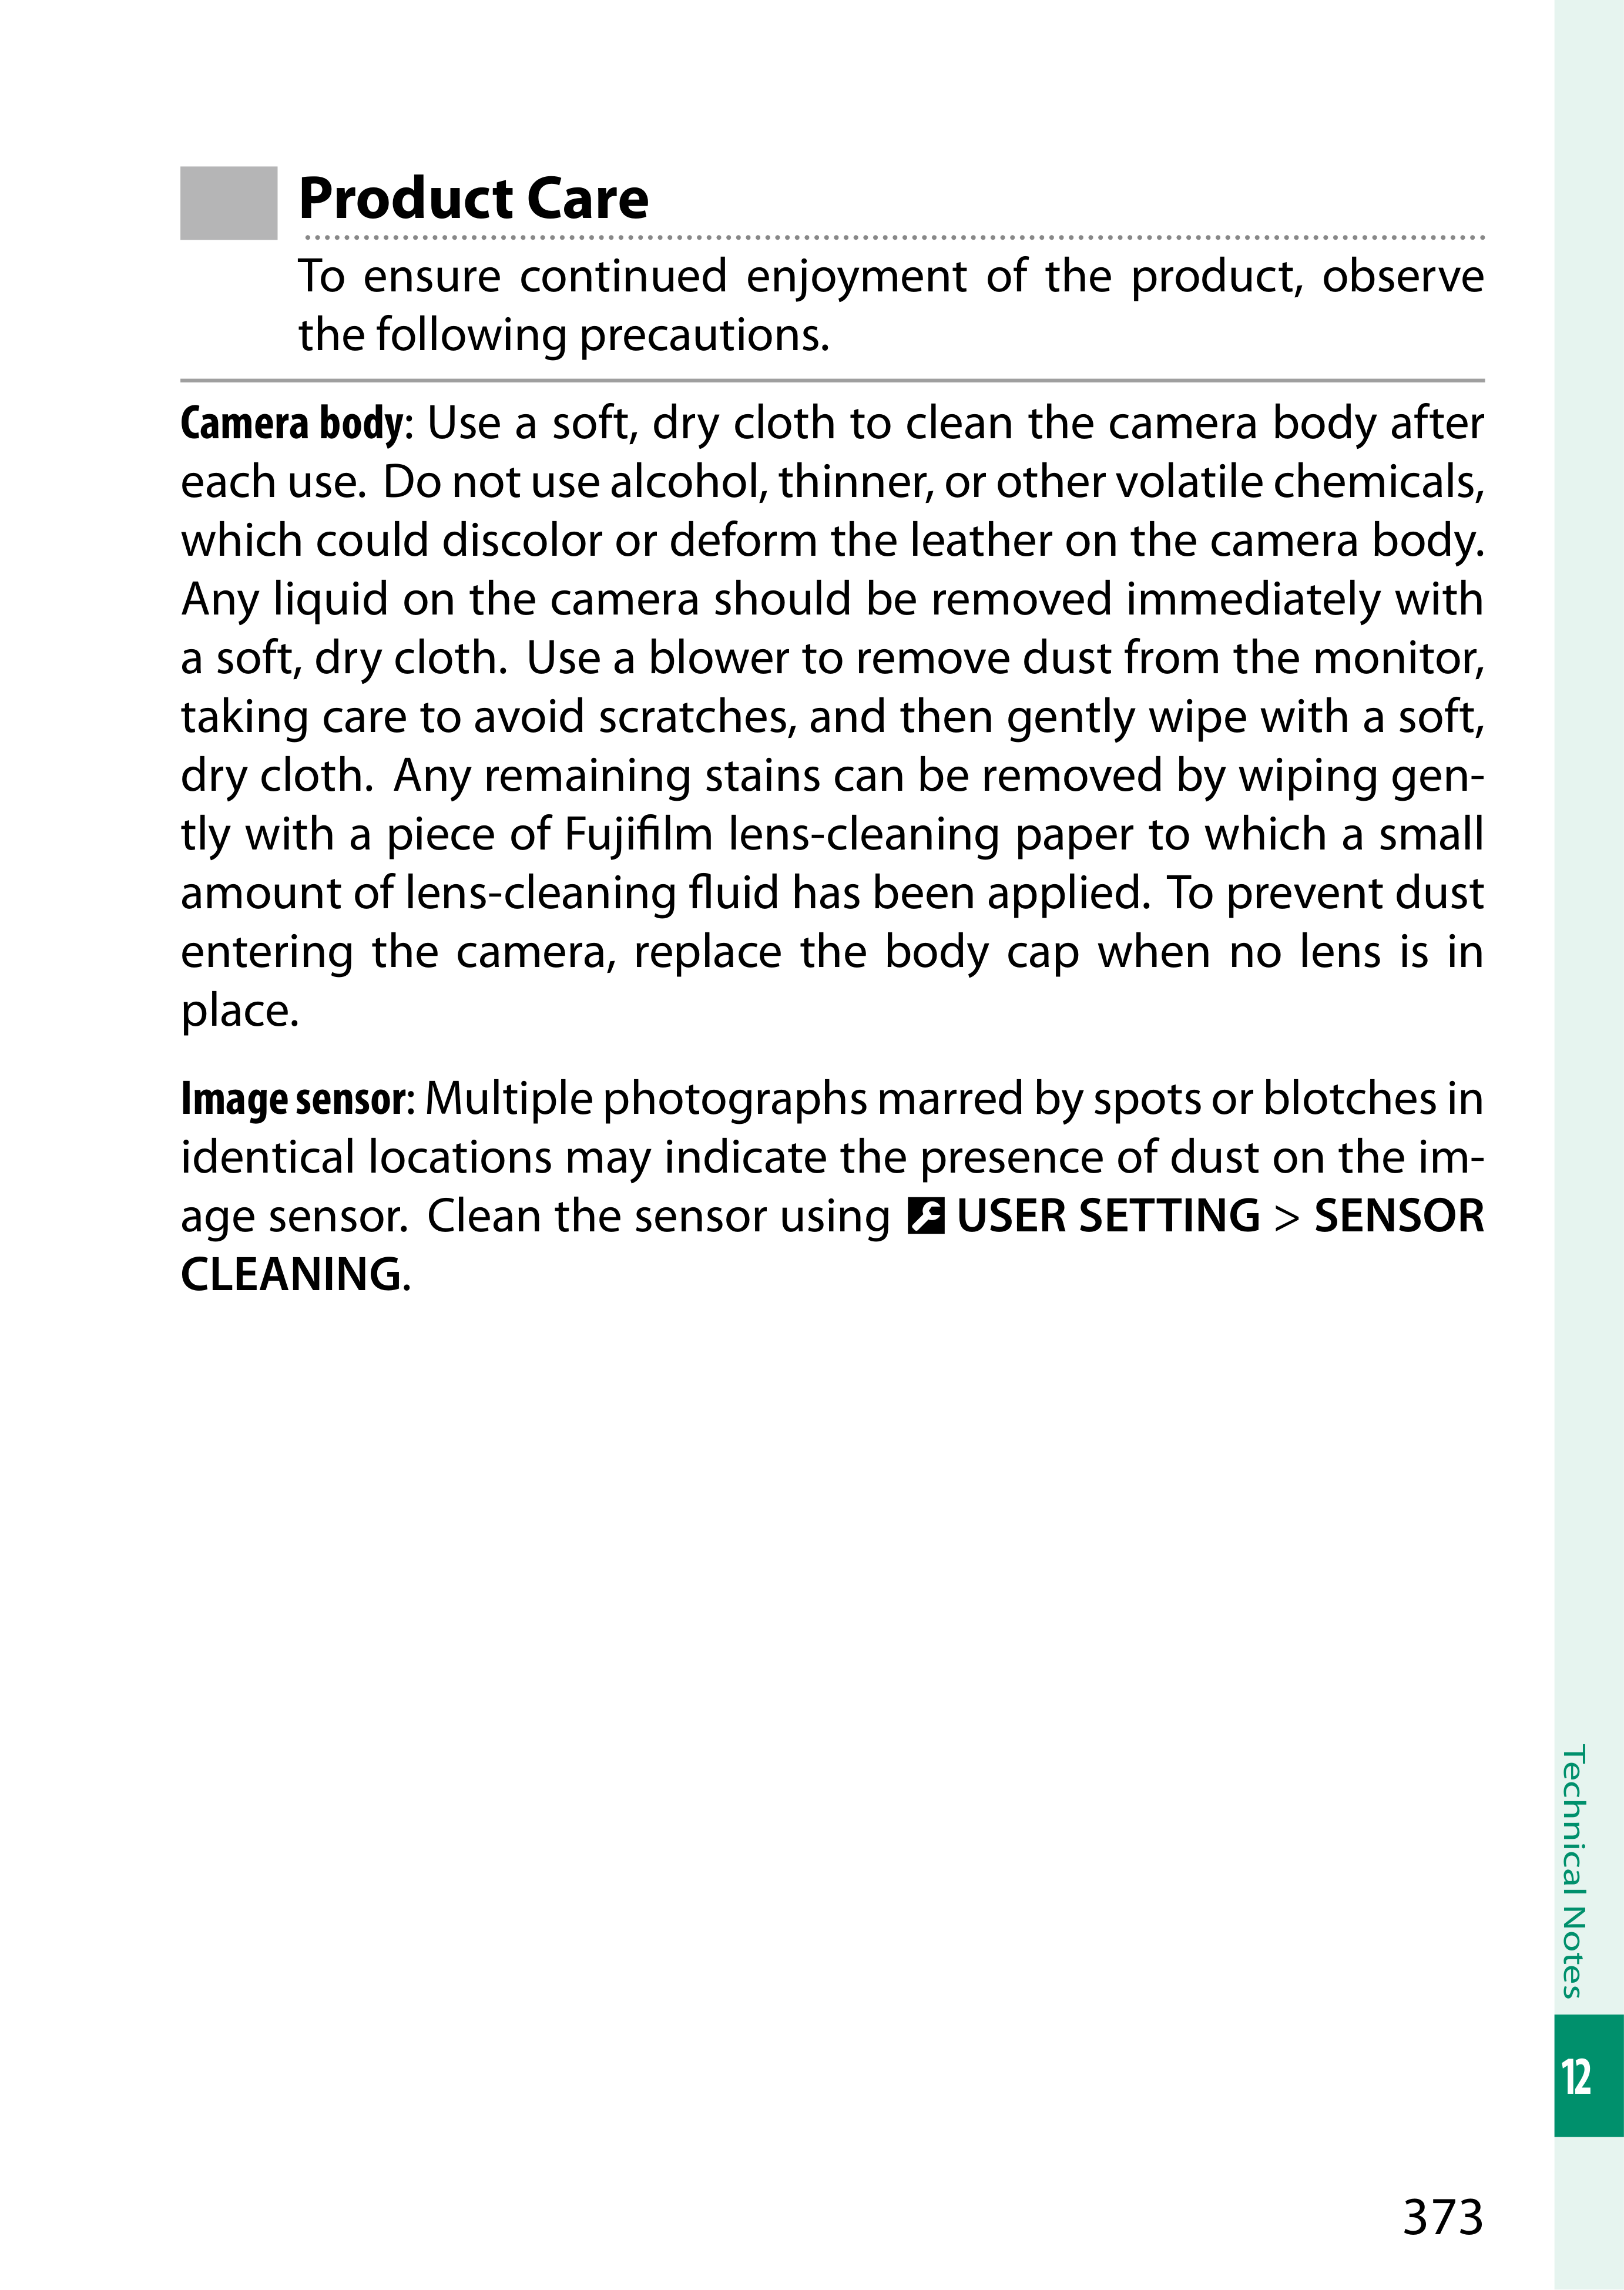 Product Care
To ensure continued enjoyment of the product, observe
the following precautions.
Camera body: Use a soft, dry cloth to clean the camera body after
each use. Do not use alcohol, thinner, or other volatile chemicals,
which could discolor or deform the leather on the camera body.
Any liquid on the camera should be removed immediately with
a soft, dry cloth. Use a blower to remove dust from the monitor,
taking care to avoid scratches, and then gently wipe with a soft,
dry cloth. Any remaining stains can be removed by wiping gen-
tly with a piece of Fujifilm lens-cleaning paper to which a small
amount of lens-cleaning fluid has been applied. To prevent dust
entering the camera, replace the body cap when no lens is in
place.
Image sensor: Multiple photographs marred by spots or blotches in
identical locations may indicate the presence of dust on the im-
age sensor. Clean the sensor using USER SETTING > SENSOR
CLEANING.
Technical Notes
12
373